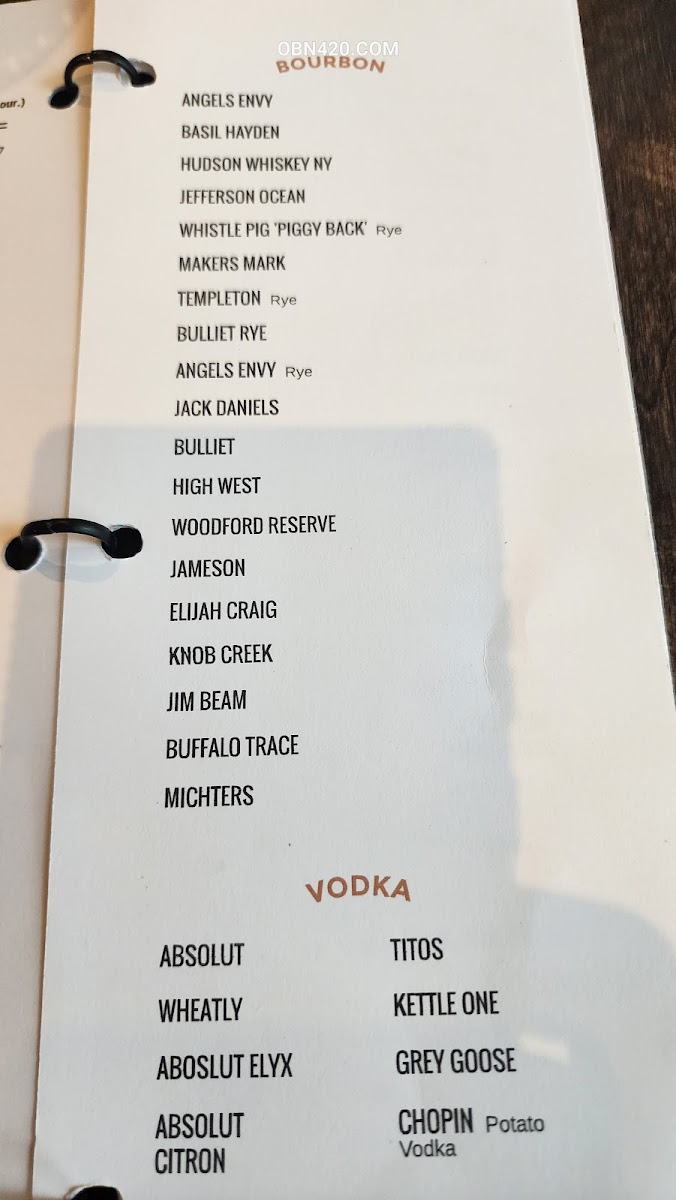 OBN420.COM
BOURBON
our.)
ANGELS ENVY
BASIL HAYDEN
HUDSON WHISKEY NY
JEFFERSON OCEAN
WHISTLE PIG 'PIGGY BACK' Rye
MAKERS MARK
TEMPLETON Rye
BULLIET RYE
ANGELS ENVY Rye
JACK DANIELS
BULLIET
HIGH WEST
WOODFORD RESERVE
JAMESON
ELIJAH CRAIG
KNOB CREEK
JIM BEAM
BUFFALO TRACE
MICHTERS
VODKA
ABSOLUT
WHEATLY
ABOSLUT ELYX
ABSOLUT
CITRON
TITOS
KETTLE ONE
GREY GOOSE
CHOPIN Potato
Vodka